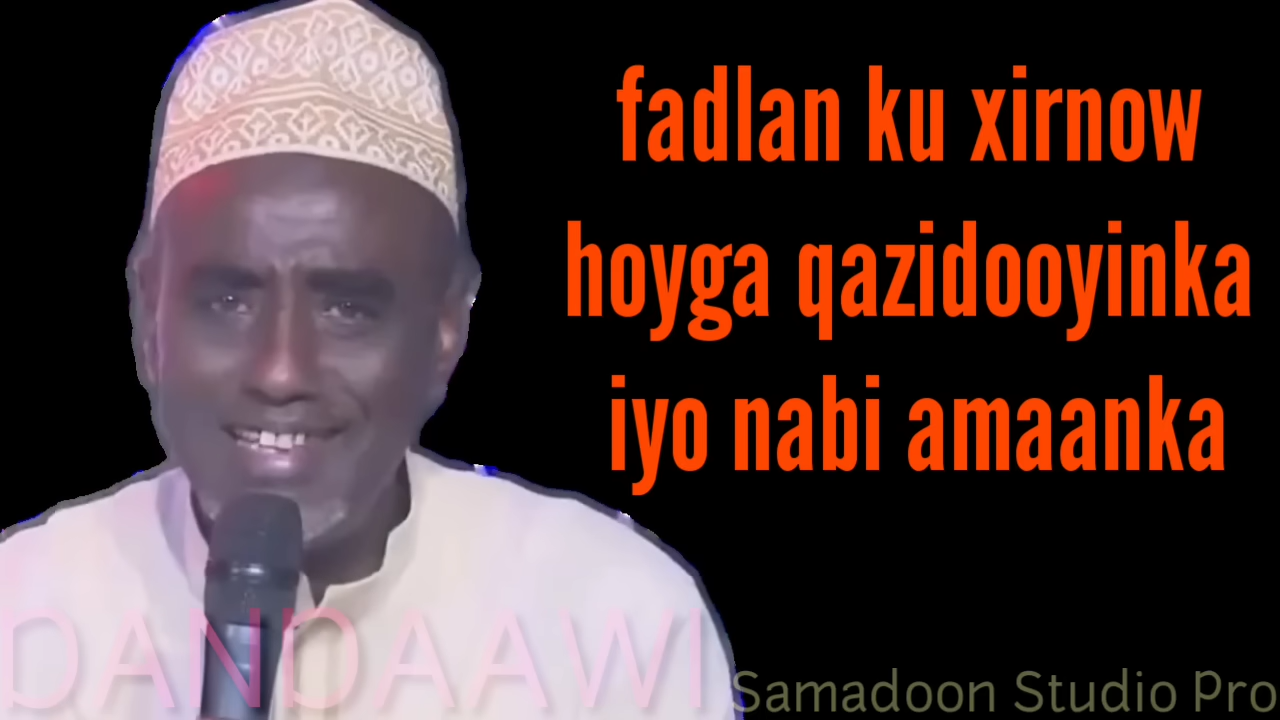 fadlan ku xirnow
hoyga qazidooyinka
iyo nabi amaanka
DANDAAWI
Samadoon Studio Pro